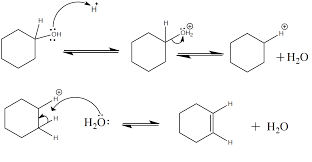 H H⁺
:OH
H :OH₂ ⊕
⊕ H
+ H₂O
H ⊕
H
H
H₂O:
H
H
+ H₂O